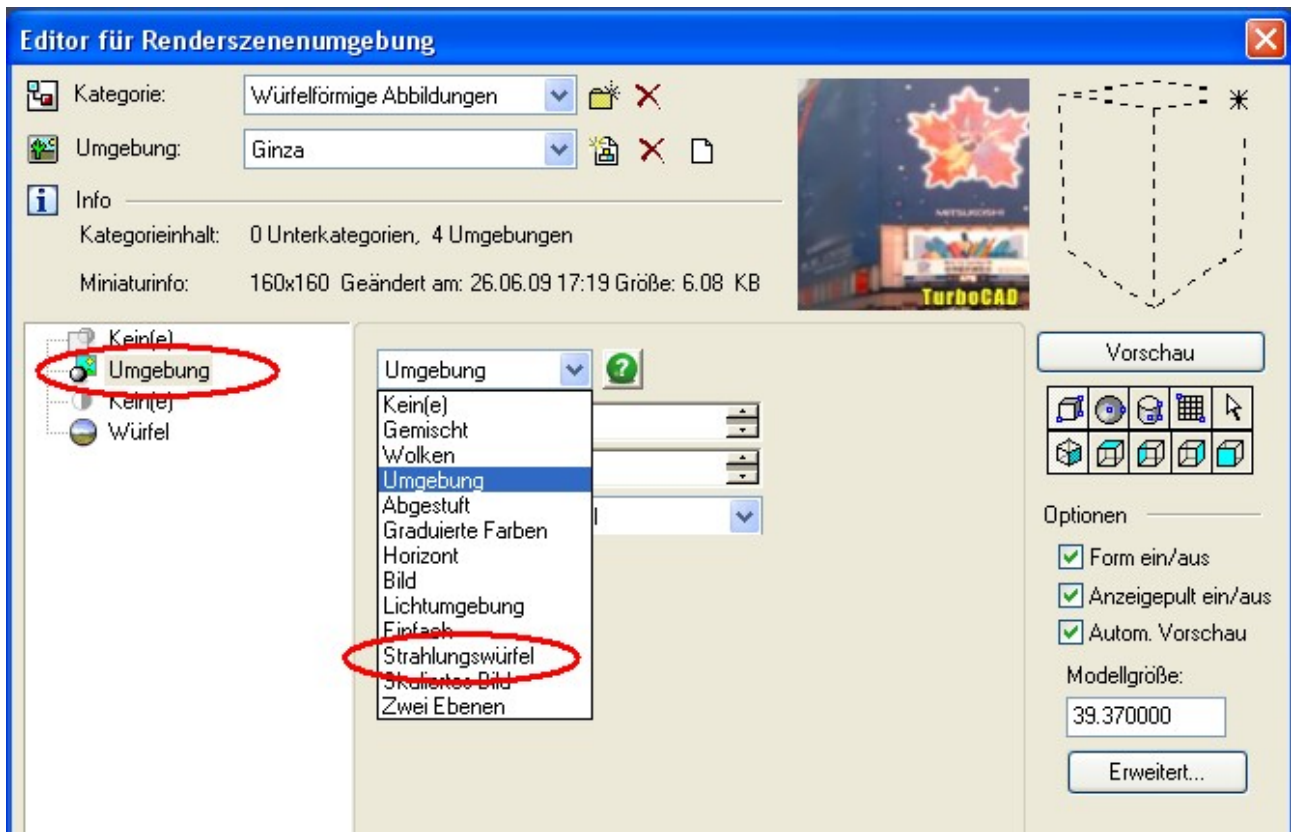 Editor für Renderszenenumgebung
Kategorie:
Würfelförmige Abbildungen
Umgebung:
Ginza
Info
Kategorieinhalt: 0 Unterkategorien, 4 Umgebungen
Miniaturinfo: 160x160 Geändert am: 26.06.09 17:19 Größe: 6.08 KB
MITSUKOSHI
TurboCAD
Kein(e)
Umgebung
Kein(e)
Würfel
Umgebung
Kein(e)
Gemischt
Wolken
Umgebung
Abgestuft
Graduierte Farben
Horizont
Bild
Lichtumgebung
Einfach
Strahlungswürfel
Skaliertes Bild
Zwei Ebenen
Vorschau
Optionen
Form ein/aus
Anzeigepult ein/aus
Autom. Vorschau
Modellgröße:
39.370000
Erweitert...